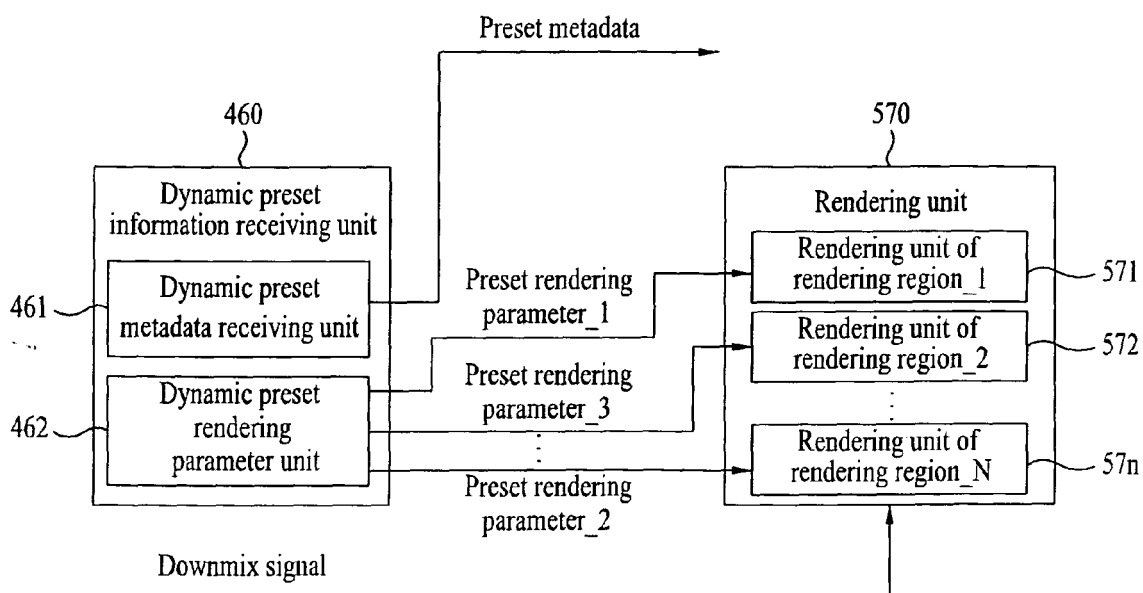 Preset metadata
460
570
Dynamic preset
information receiving unit
Rendering unit
461
Dynamic preset
metadata receiving unit
Preset rendering
parameter_1
Rendering unit of
rendering region_1
571
Rendering unit of
rendering region_2
572
462
Dynamic preset
rendering
parameter unit
Preset rendering
parameter_3
Preset rendering
parameter_2
Rendering unit of
rendering region_N
57n
Downmix signal